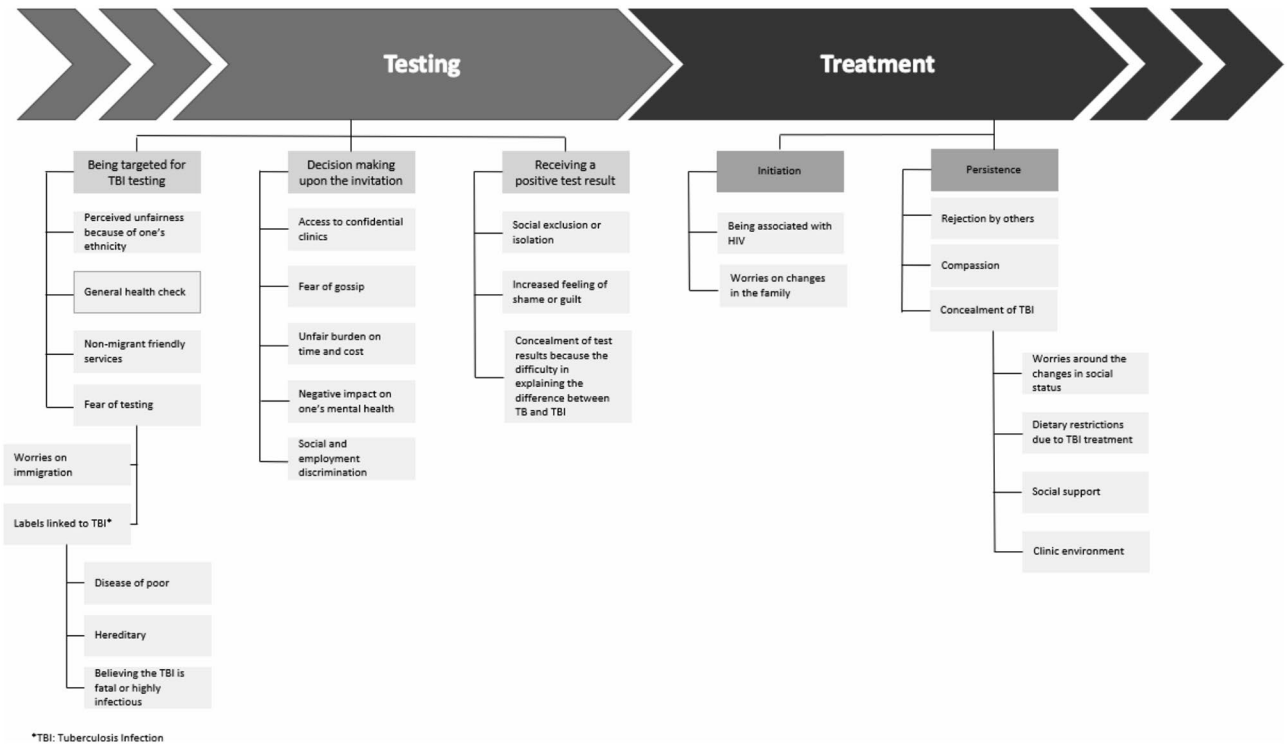 Testing
Treatment
Being targeted for
TBI testing
Perceived unfairness
because of one's
ethnicity
General health check
Non-migrant friendly
services
Fear of testing
Worries on
immigration
Labels linked to TBI*
Disease of poor
Hereditary
Believing the TBI is
fatal or highly
infectious
Decision making
upon the invitation
Access to confidential
clinics
Fear of gossip
Unfair burden on
time and cost
Negative impact on
one's mental health
Social and
employment
discrimination
Receiving a
positive test result
Social exclusion or
isolation
Increased feeling of
shame or guilt
Concealment of test
results because the
difficulty in
explaining the
difference between
TB and TBI
Initiation
Being associated with
HIV
Worries on changes
in the family
Persistence
Rejection by others
Compassion
Concealment of TBI
Worries around the
changes in social
status
Dietary restrictions
due to TBI treatment
Social support
Clinic environment
*TBI: Tuberculosis Infection